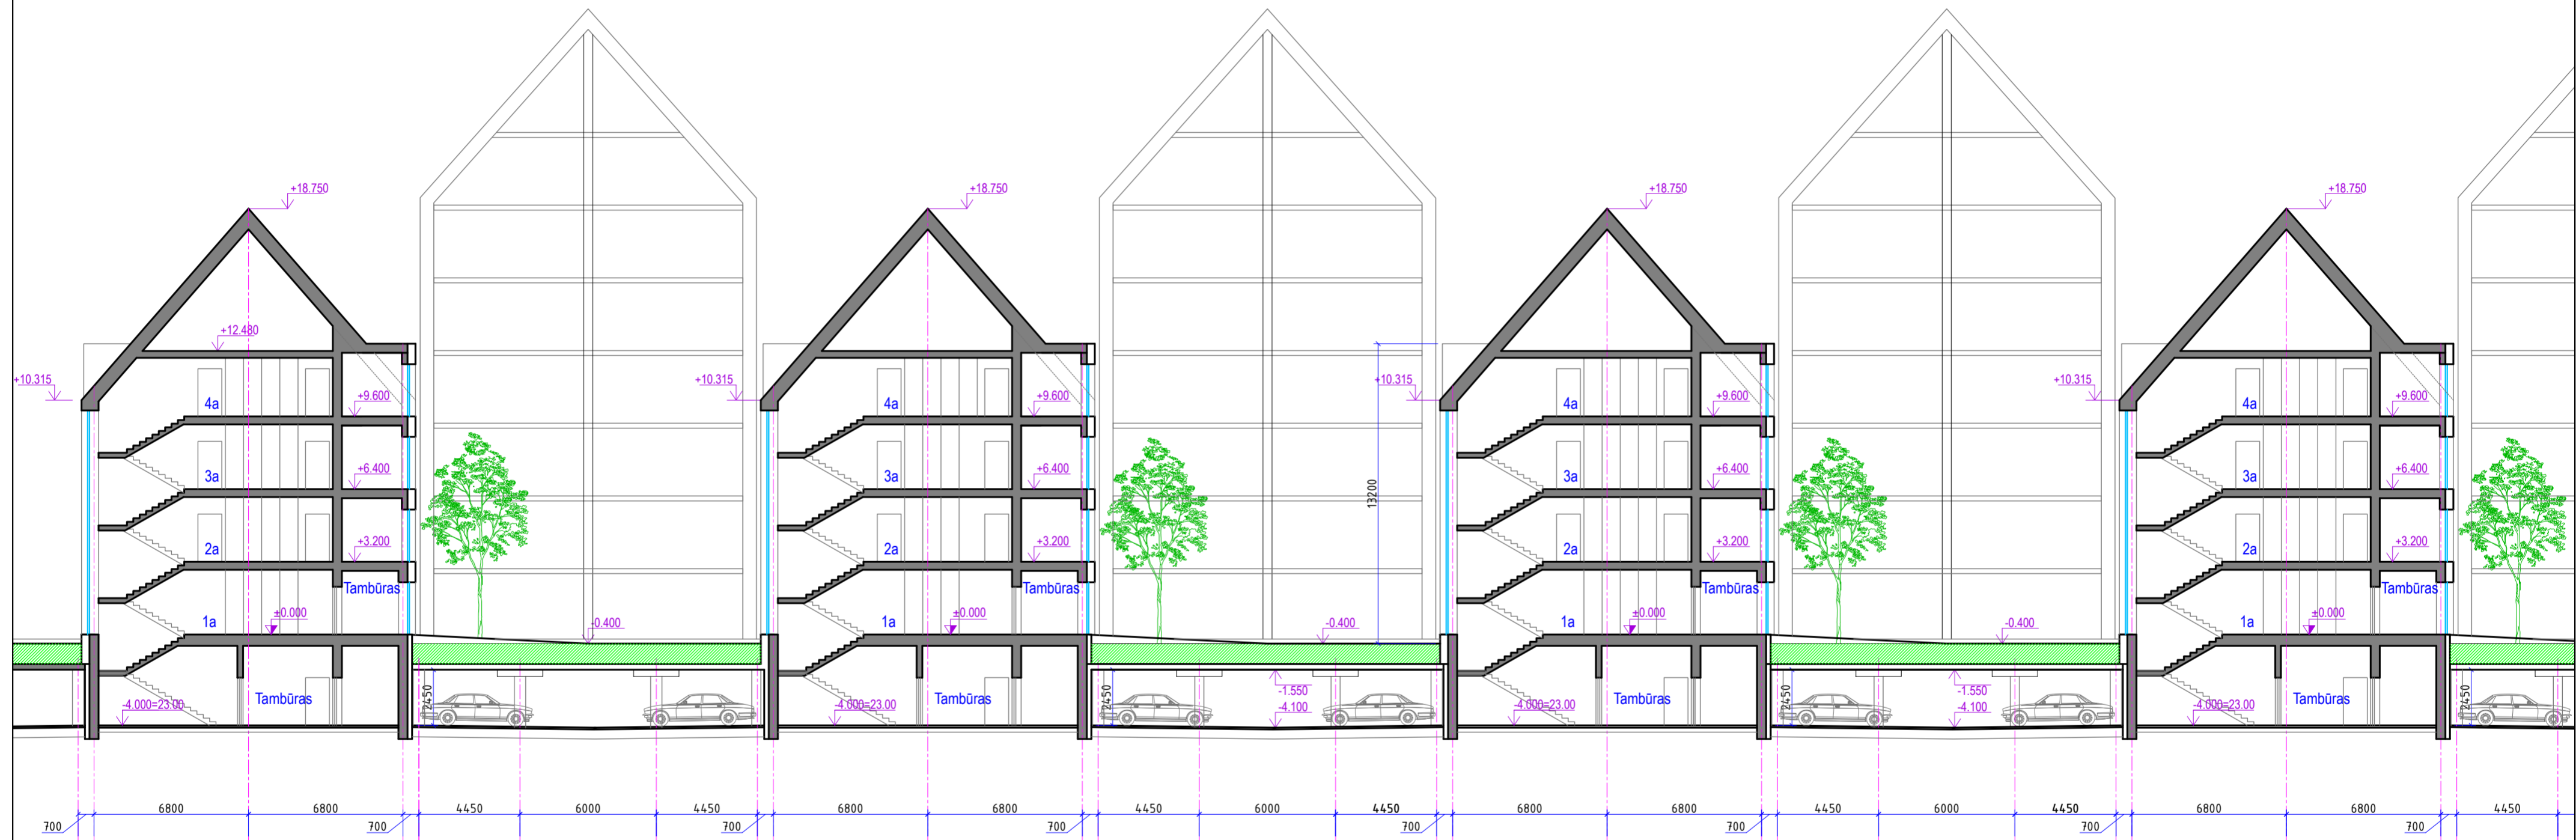 +18.750 +18.750 +18.750 +18.750
+12.480
+10.315 +10.315 +10.315 +10.315
4a +9.600 4a +9.600 4a +9.600 4a +9.600
3a +6.400 3a +6.400 13200 3a +6.400 3a +6.400
2a +3.200 2a +3.200 2a +3.200 2a +3.200
Tambūras Tambūras Tambūras Tambūras
1a ±0.000 -0.400 1a ±0.000 -0.400 1a ±0.000 -0.400 1a ±0.000
-1.550 -1.550
Tambūras Tambūras Tambūras Tambūras
-4.000=23.00 2450 -4.000=23.00 2450 -4.100 -4.000=23.00 2450 -4.100 -4.000=23.00 2450
6800 6800 4450 6000 4450 6800 6800 4450 6000 4450 6800 6800 4450 6000 4450 6800 6800 4450
700 700 700 700 700 700 700 700